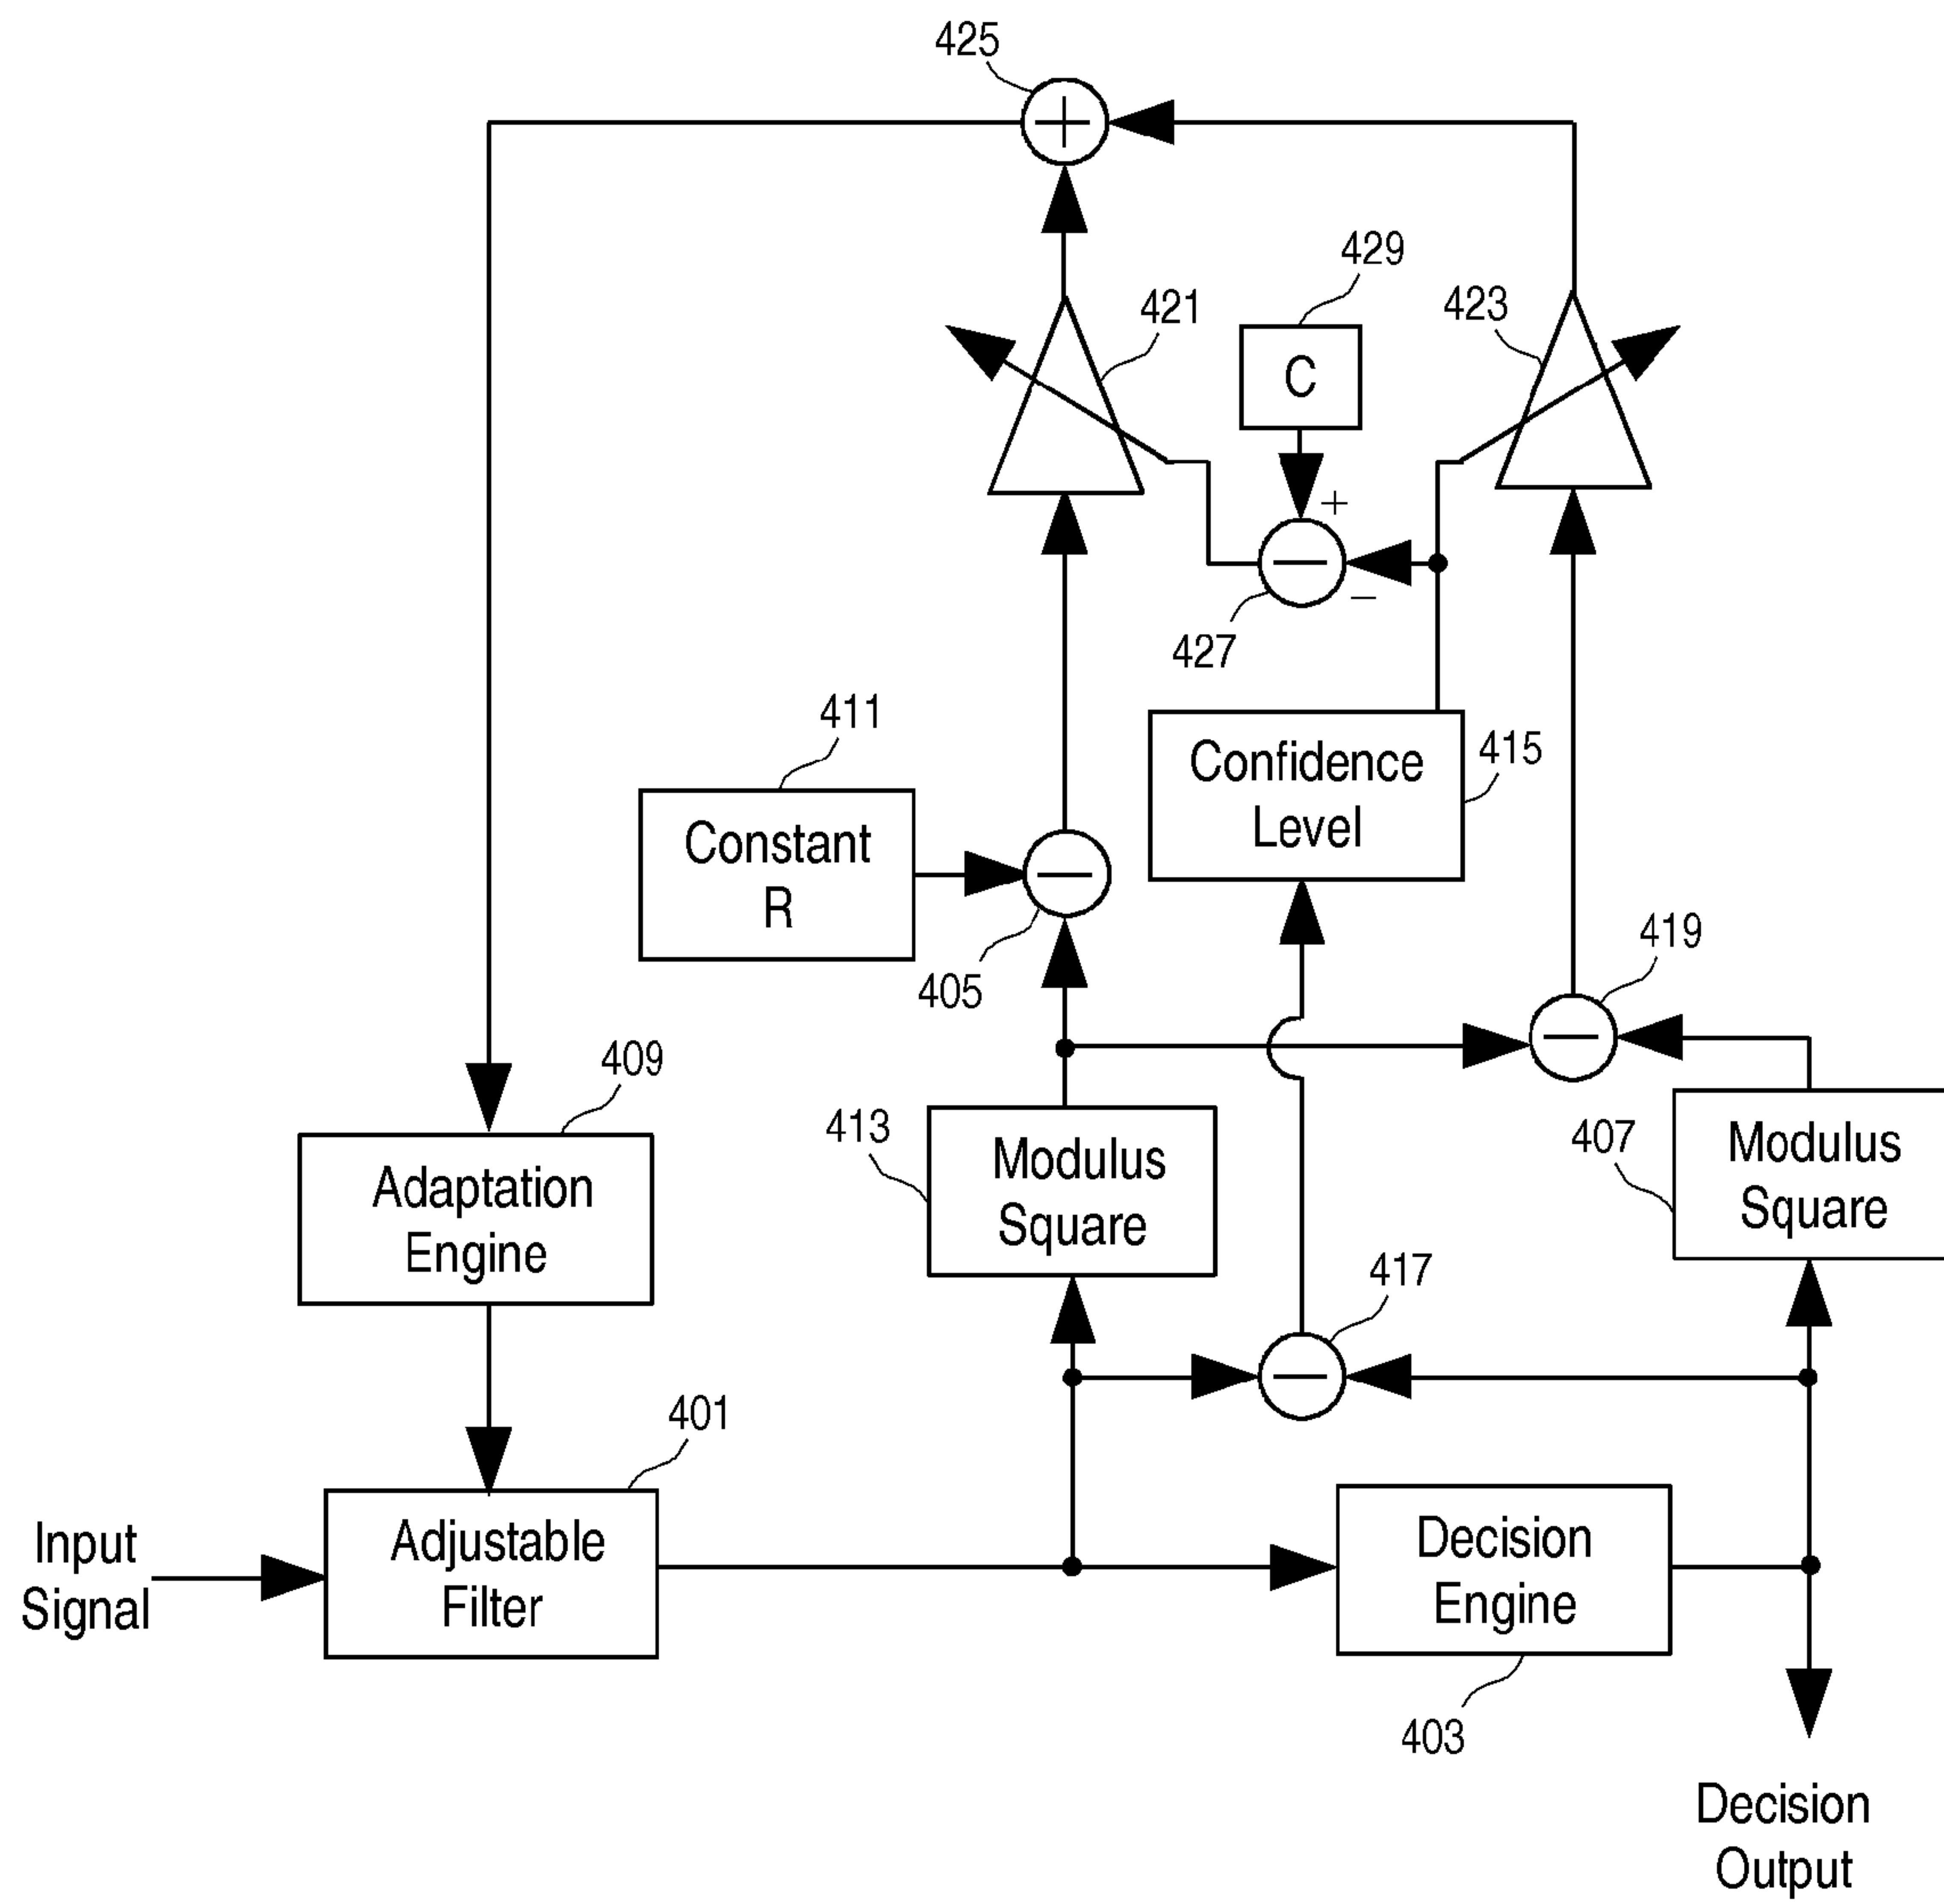 425
429
421
423
C
+
−
427
411
Confidence
Level
415
Constant
R
419
405
409
413
Modulus
Square
407
Modulus
Square
Adaptation
Engine
417
401
Input
Signal
Adjustable
Filter
Decision
Engine
403
Decision
Output